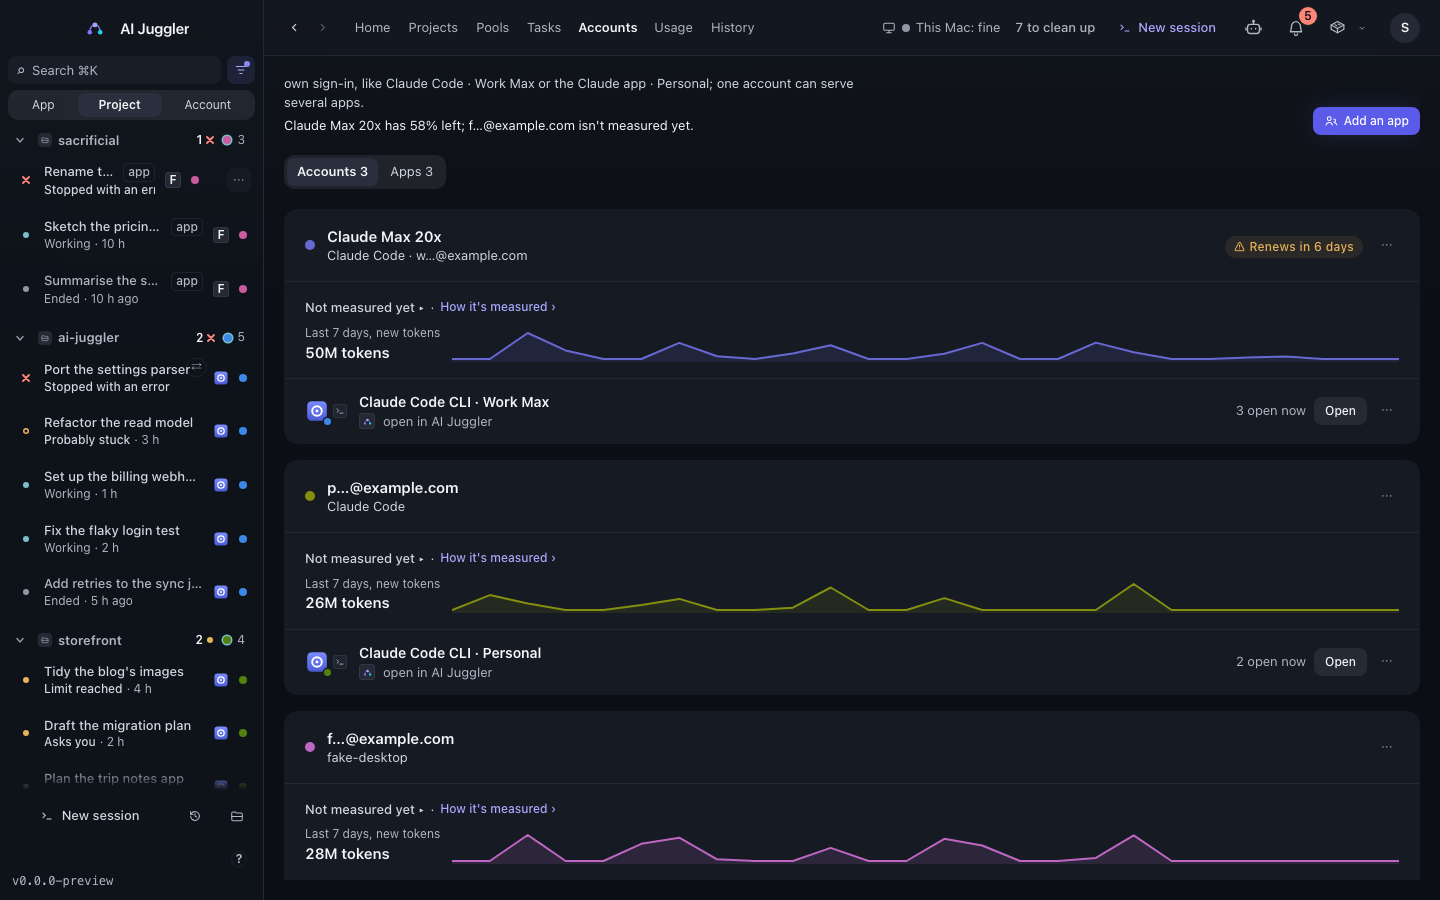 AI Juggler
Search ⌘K
App Project Account
sacrificial 1 3
Rename t... app F
Stopped with an err
Sketch the pricin... app F
Working · 10 h
Summarise the s... app F
Ended · 10 h ago
ai-juggler 2 5
Port the settings parser
Stopped with an error
Refactor the read model
Probably stuck · 3 h
Set up the billing webh...
Working · 1 h
Fix the flaky login test
Working · 2 h
Add retries to the sync j...
Ended · 5 h ago
storefront 2 4
Tidy the blog's images
Limit reached · 4 h
Draft the migration plan
Asks you · 2 h
Plan the trip notes app
New session
?
v0.0.0-preview
Home Projects Pools Tasks Accounts Usage History
This Mac: fine 7 to clean up New session 5 S
own sign-in, like Claude Code · Work Max or the Claude app · Personal; one account can serve
several apps.
Claude Max 20x has 58% left; f...@example.com isn't measured yet.
Add an app
Accounts 3 Apps 3
Claude Max 20x
Claude Code · w...@example.com
Renews in 6 days
Not measured yet ▸ · How it's measured ›
Last 7 days, new tokens
50M tokens
Claude Code CLI · Work Max
open in AI Juggler
3 open now Open
p...@example.com
Claude Code
Not measured yet ▸ · How it's measured ›
Last 7 days, new tokens
26M tokens
Claude Code CLI · Personal
open in AI Juggler
2 open now Open
f...@example.com
fake-desktop
Not measured yet ▸ · How it's measured ›
Last 7 days, new tokens
28M tokens